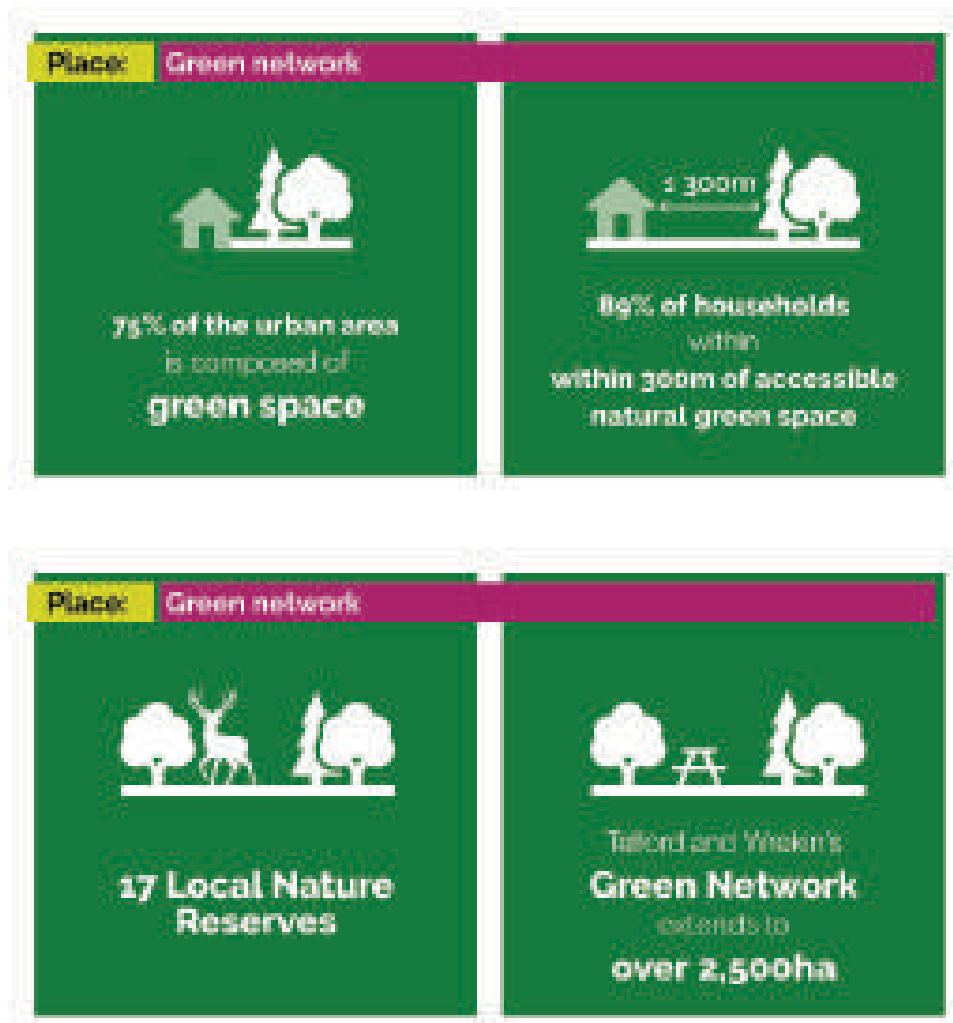 Place: Green network
75% of the urban area
is composed of
green space
≤ 300m
89% of households
within
within 300m of accessible
natural green space
Place: Green network
17 Local Nature
Reserves
Telford and Wrekin's
Green Network
extends to
over 2,500ha